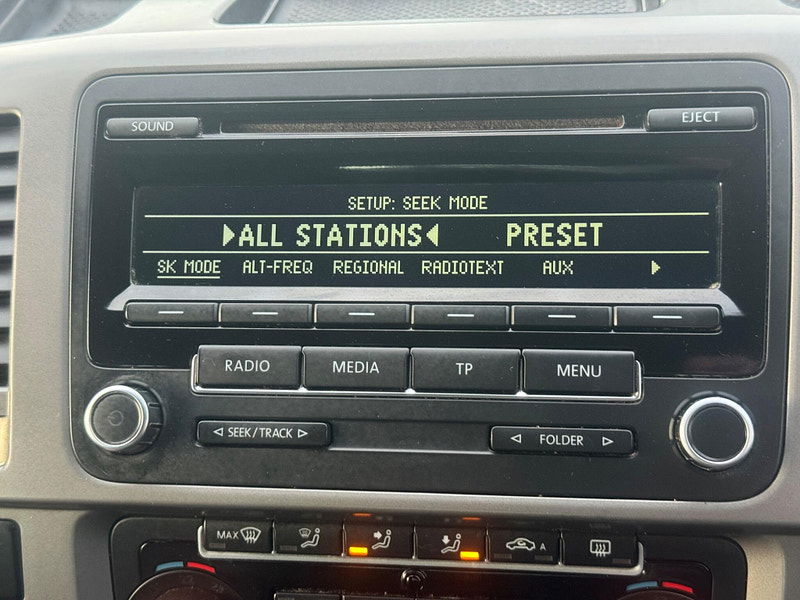 SOUND EJECT
SETUP: SEEK MODE
ALL STATIONS PRESET
SK MODE ALT-FREQ REGIONAL RADIOTEXT AUX
RADIO MEDIA TP MENU
SEEK/TRACK FOLDER
MAX A